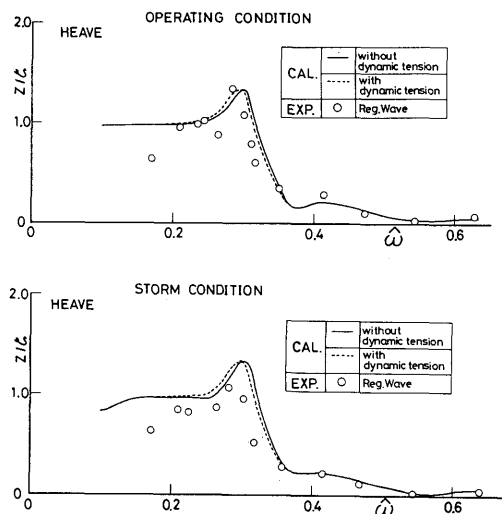 OPERATING CONDITION
2.0
HEAVE
CAL.
without dynamic tension
with dynamic tension
EXP.
Reg.Wave
Z/ζ
1.0
0
0
0.2
0.4
ω̂
0.6
STORM CONDITION
2.0
HEAVE
CAL.
without dynamic tension
with dynamic tension
EXP.
Reg.Wave
Z/ζ
1.0
0
0
0.2
0.4
ω̂
0.6